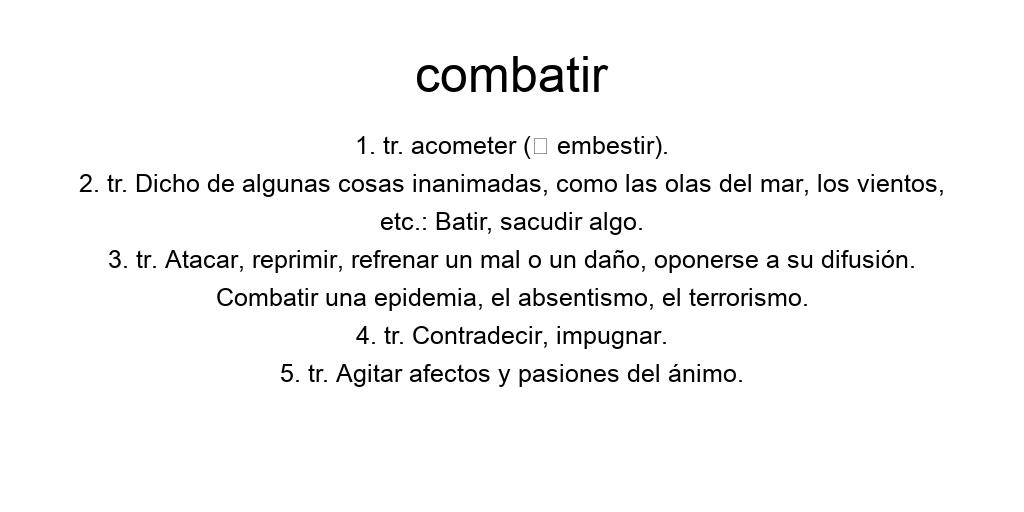 combatir
1. tr. acometer (▯ embestir).
2. tr. Dicho de algunas cosas inanimadas, como las olas del mar, los vientos,
etc.: Batir, sacudir algo.
3. tr. Atacar, reprimir, refrenar un mal o un daño, oponerse a su difusión.
Combatir una epidemia, el absentismo, el terrorismo.
4. tr. Contradecir, impugnar.
5. tr. Agitar afectos y pasiones del ánimo.